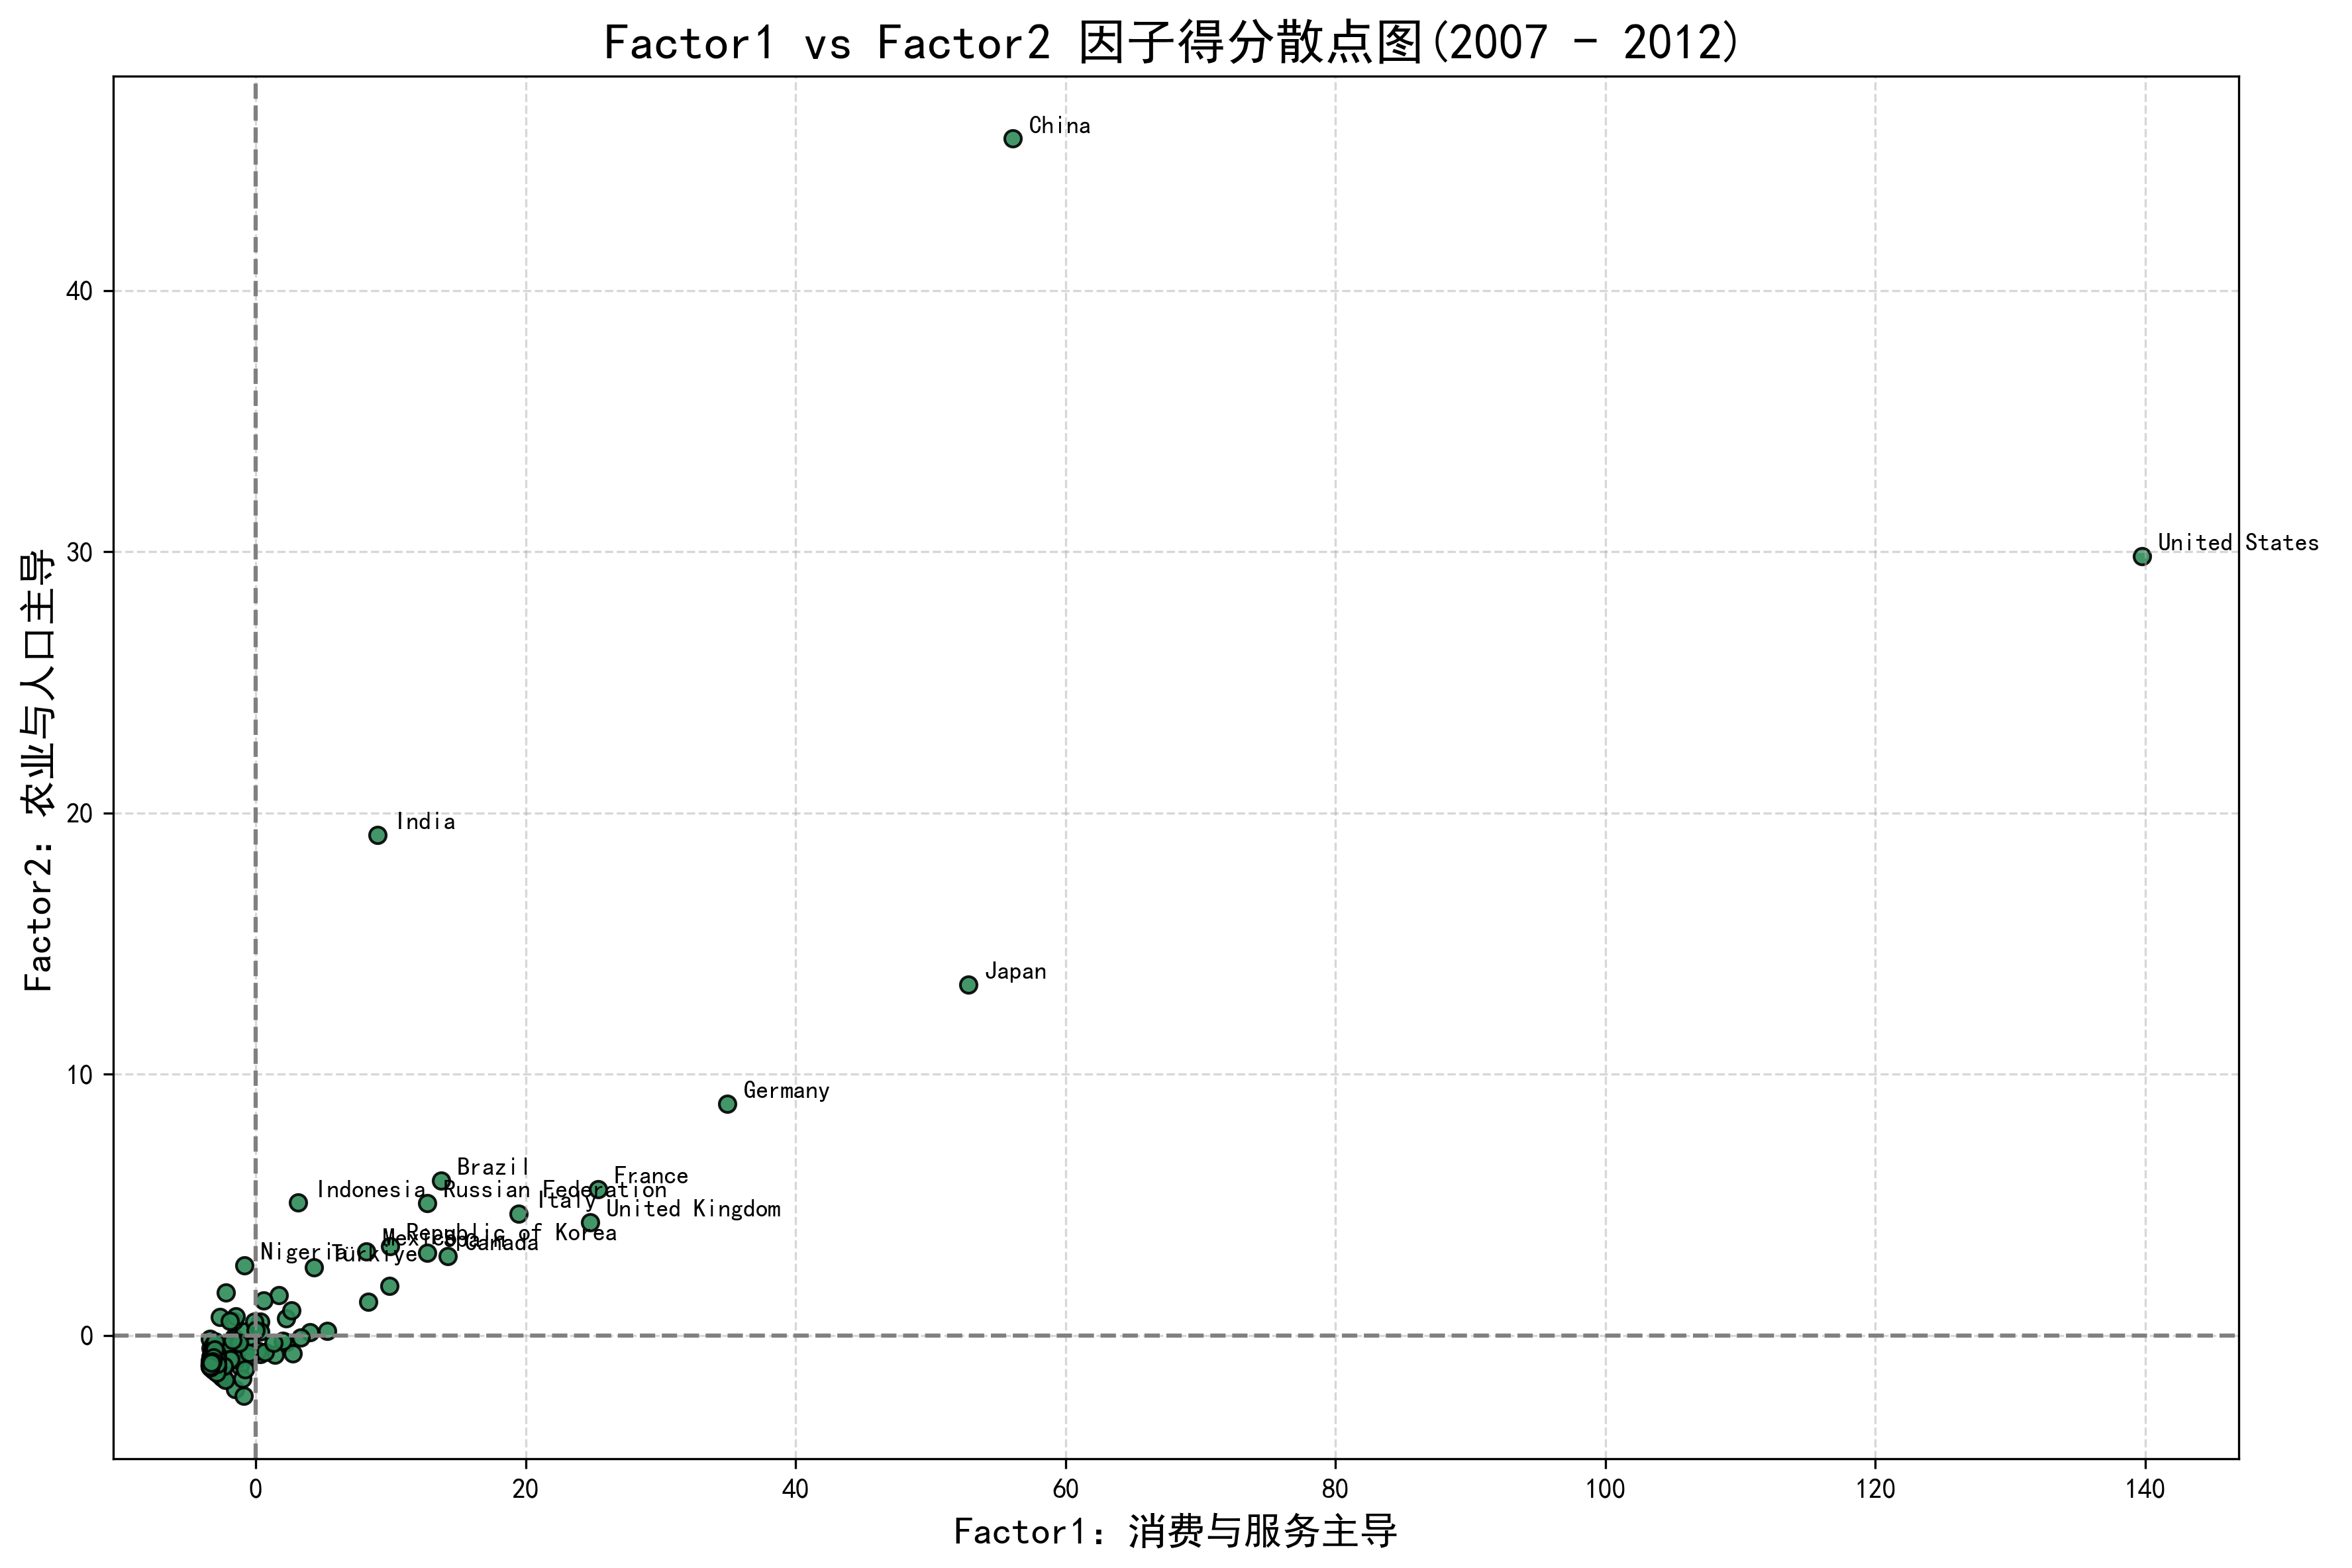 Factor1 vs Factor2 因子得分散点图(2007 - 2012)
China
40
30
United States
Factor2: 农业与人口主导
20
India
Japan
10
Germany
Brazil
France
Indonesia
Russian Federation
Italy
United Kingdom
Republic of Korea
Mexico
Canada
Nigeria
Türkiye
0
0
20
40
60
80
100
120
140
Factor1: 消费与服务主导